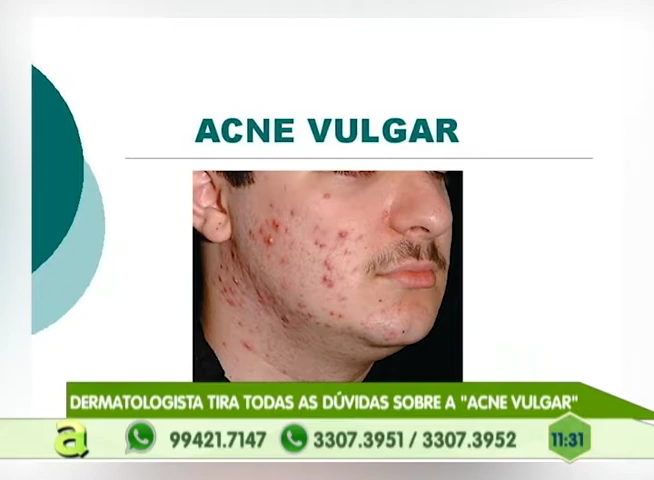 ACNE VULGAR
DERMATOLOGISTA TIRA TODAS AS DÚVIDAS SOBRE A "ACNE VULGAR"
a 99421.7147 3307.3951 / 3307.3952 11:31